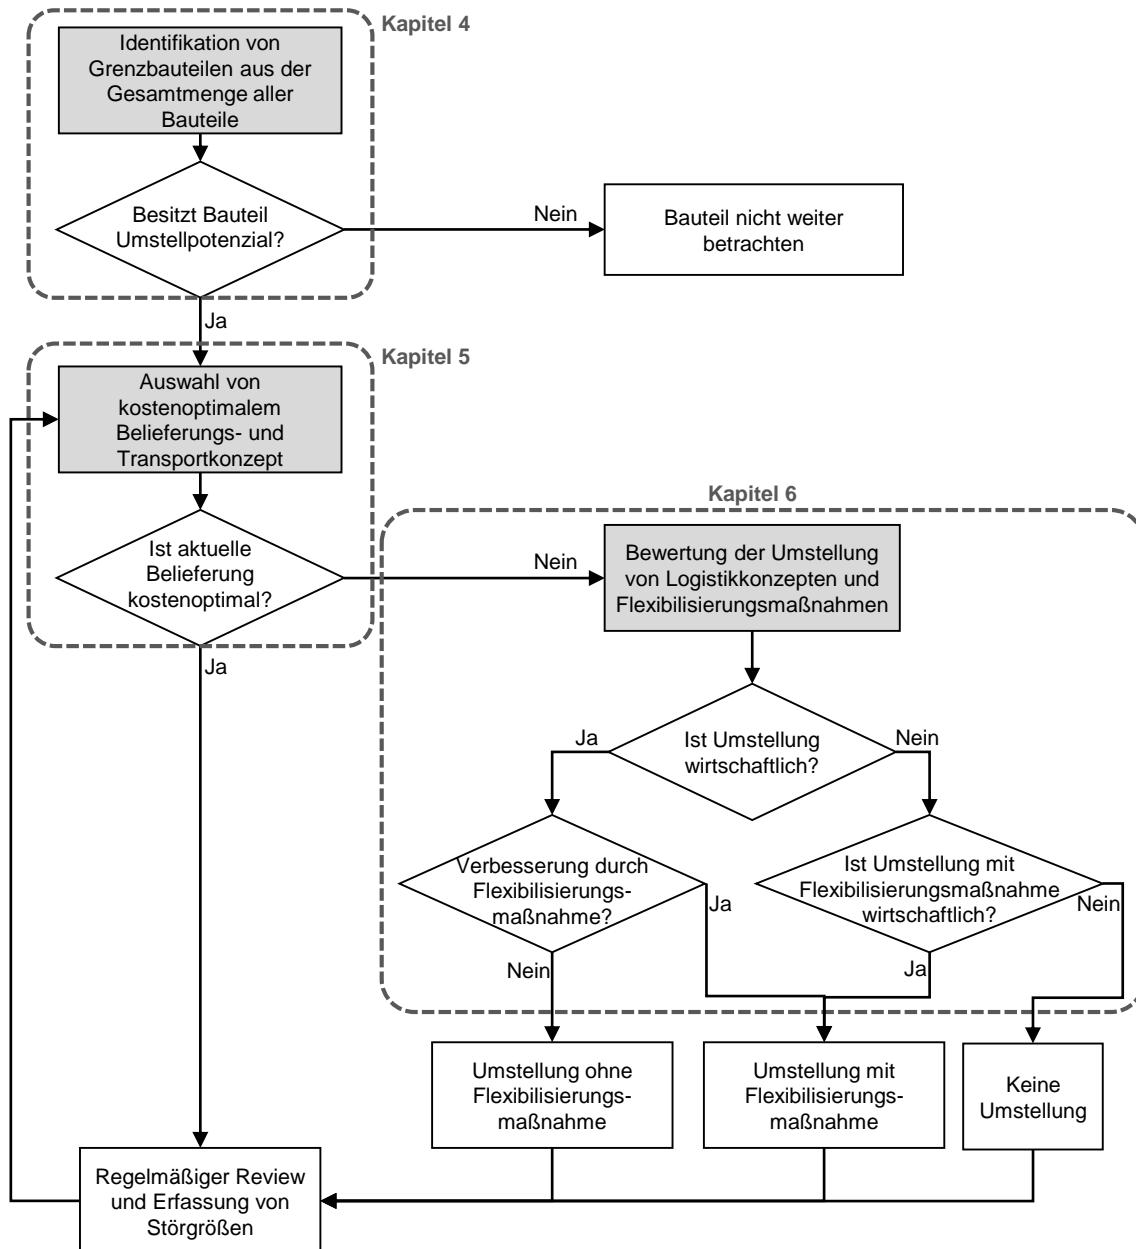 Kapitel 4
Identifikation von
Grenzbauteilen aus der
Gesamtmenge aller
Bauteile
Besitzt Bauteil
Umstellpotenzial?
Nein
Bauteil nicht weiter
betrachten
Ja
Kapitel 5
Auswahl von
kostenoptimalem
Belieferungs- und
Transportkonzept
Ist aktuelle
Belieferung
kostenoptimal?
Nein
Ja
Kapitel 6
Bewertung der Umstellung
von Logistikkonzepten und
Flexibilisierungsmaßnahmen
Ist Umstellung
wirtschaftlich?
Ja
Nein
Verbesserung durch
Flexibilisierungs-
maßnahme?
Ja
Nein
Ist Umstellung mit
Flexibilisierungsmaßnahme
wirtschaftlich?
Nein
Ja
Umstellung ohne
Flexibilisierungs-
maßnahme
Umstellung mit
Flexibilisierungs-
maßnahme
Keine
Umstellung
Regelmäßiger Review
und Erfassung von
Störgrößen